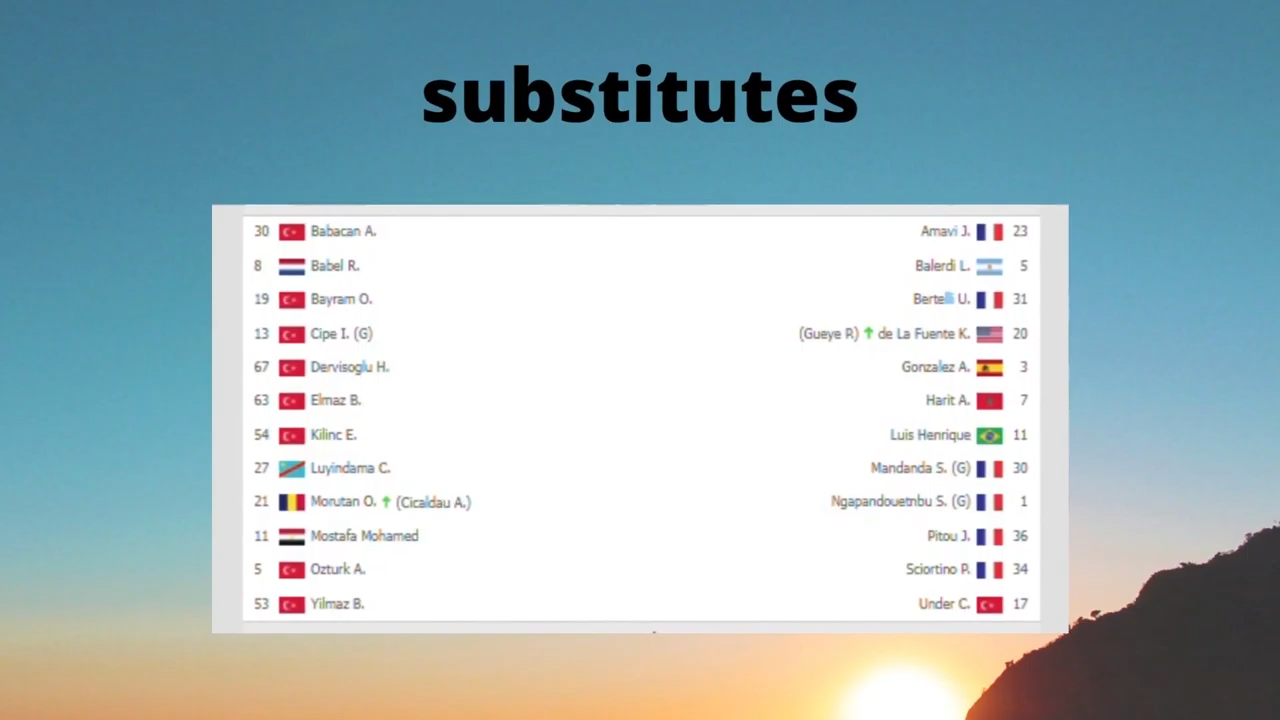 substitutes
30 Babacan A. Amavi J. 23
8 Babel R. Balerdi L. 5
19 Bayram O. Bertelli U. 31
13 Cipe I. (G) (Gueye P.) de La Fuente K. 20
67 Dervisoglu H. Gonzalez A. 3
63 Elmaz B. Harit A. 7
54 Kilinc E. Luis Henrique 11
27 Luyindama C. Mandanda S. (G) 30
21 Morutan O. (Cicaldau A.) Ngapandouetnbu S. (G) 1
11 Mostafa Mohamed Pitou J. 36
5 Ozturk A. Sciortino P. 34
53 Yilmaz B. Under C. 17